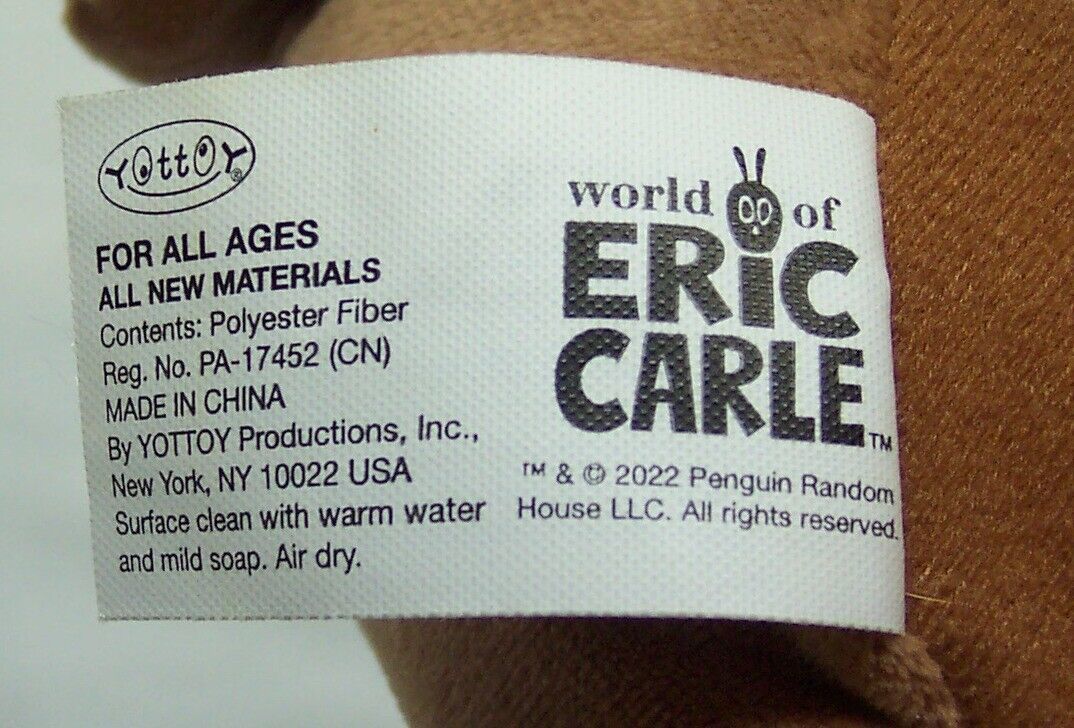 YOttOY®
FOR ALL AGES
ALL NEW MATERIALS
Contents: Polyester Fiber
Reg. No. PA-17452 (CN)
MADE IN CHINA
By YOTTOY Productions, Inc.,
New York, NY 10022 USA
Surface clean with warm water
and mild soap. Air dry.
world of
ERiC
CARLE™
™ & © 2022 Penguin Random
House LLC. All rights reserved.